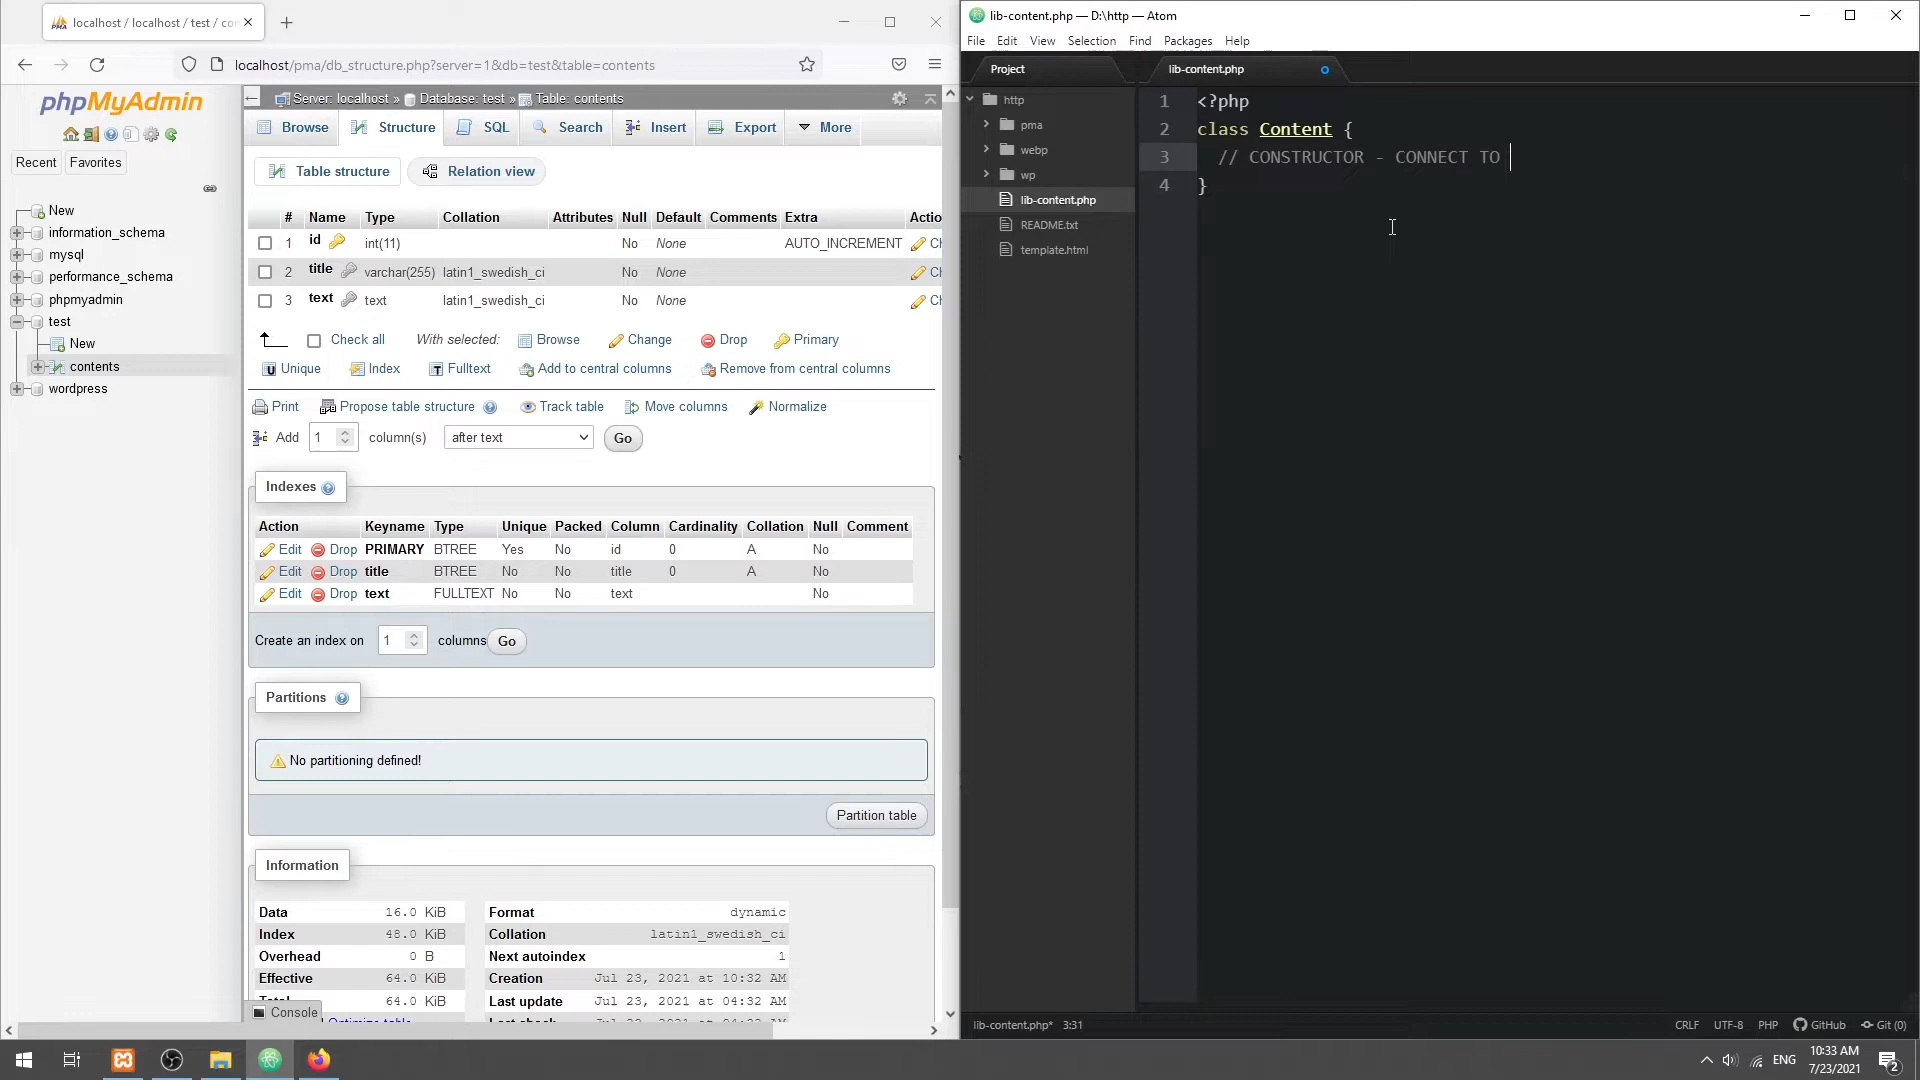 localhost / localhost / test / cor
localhost/pma/db_structure.php?server=1&db=test&table=contents
phpMyAdmin
Recent Favorites
New
information_schema
mysql
performance_schema
phpmyadmin
test
New
contents
wordpress
Server: localhost » Database: test » Table: contents
Browse Structure SQL Search Insert Export More
Table structure Relation view
# Name Type Collation Attributes Null Default Comments Extra Actio
1 id int(11) No None AUTO_INCREMENT Ch
2 title varchar(255) latin1_swedish_ci No None Ch
3 text text latin1_swedish_ci No None Ch
Check all With selected: Browse Change Drop Primary
Unique Index Fulltext Add to central columns Remove from central columns
Print Propose table structure Track table Move columns Normalize
Add 1 column(s) after text Go
Indexes
Action Keyname Type Unique Packed Column Cardinality Collation Null Comment
Edit Drop PRIMARY BTREE Yes No id 0 A No
Edit Drop title BTREE No No title 0 A No
Edit Drop text FULLTEXT No No text No
Create an index on 1 columns Go
Partitions
No partitioning defined!
Partition table
Information
Data 16.0 KiB
Index 48.0 KiB
Overhead 0 B
Effective 64.0 KiB
Total 64.0 KiB
Format dynamic
Collation latin1_swedish_ci
Next autoindex 1
Creation Jul 23, 2021 at 10:32 AM
Last update Jul 23, 2021 at 04:32 AM
Console
lib-content.php — D:\http — Atom
File Edit View Selection Find Packages Help
Project
http
pma
webp
wp
lib-content.php
README.txt
template.html
lib-content.php
1 <?php
2 class Content {
3 // CONSTRUCTOR - CONNECT TO
4 }
lib-content.php* 3:31
CRLF UTF-8 PHP GitHub Git (0)
ENG
10:33 AM
7/23/2021
2